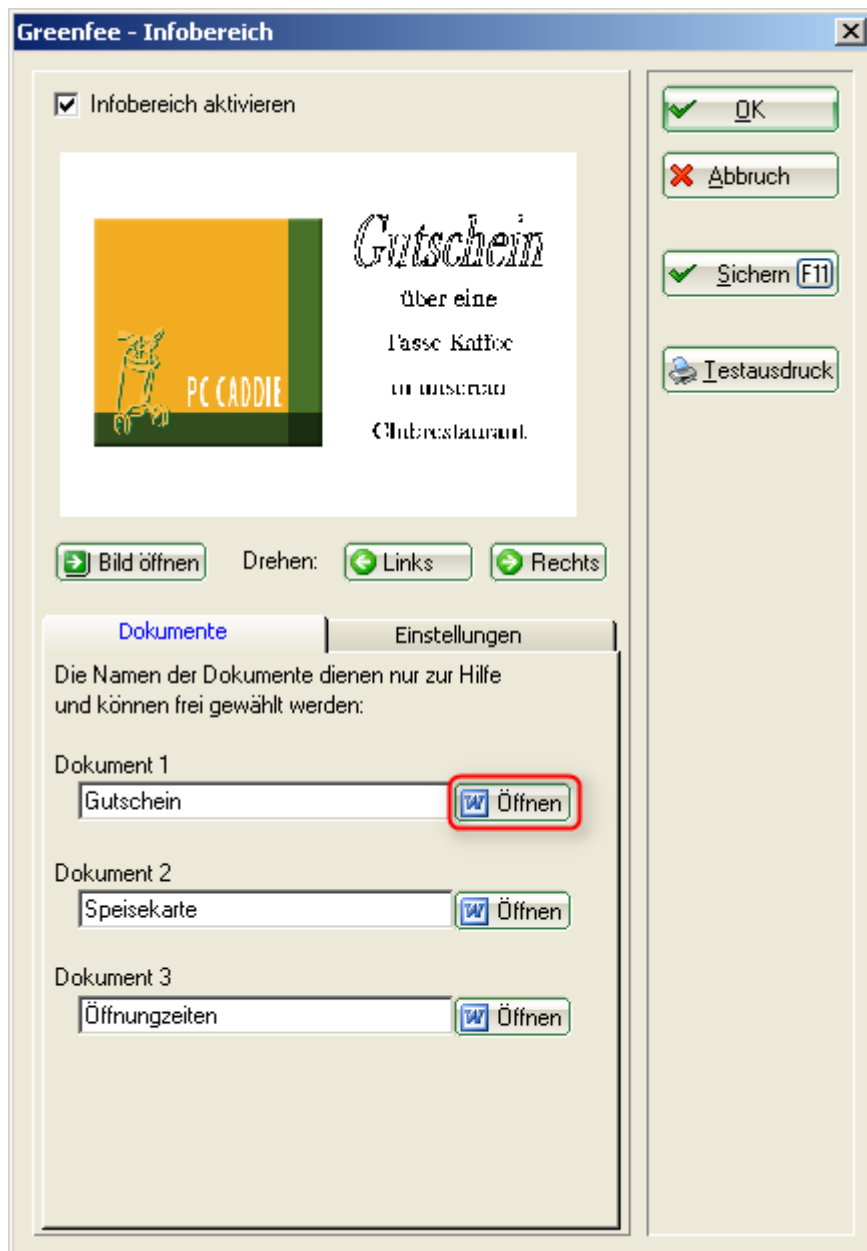 Greenfee - Infobereich
Infobereich aktivieren
OK
Abbruch
Sichern F11
Testausdruck
Gutschein
über eine
Tasse Kaffee
in unserem
Clubrestaurant.
PC CADDIE
Bild öffnen
Drehen:
Links
Rechts
Dokumente
Einstellungen
Die Namen der Dokumente dienen nur zur Hilfe
und können frei gewählt werden:
Dokument 1
Gutschein
Öffnen
Dokument 2
Speisekarte
Öffnen
Dokument 3
Öffnungzeiten
Öffnen